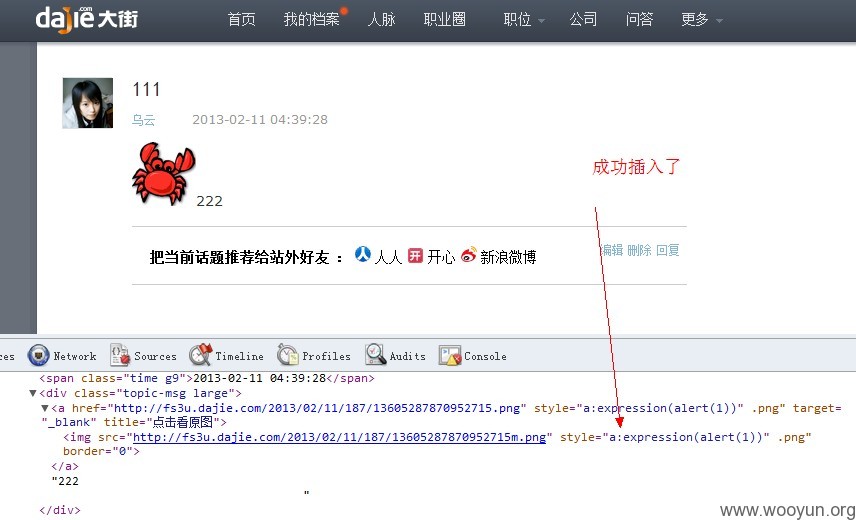 dajie.com大街 首页 我的档案 人脉 职业圈 职位 公司 问答 更多
111
乌云 2013-02-11 04:39:28
成功插入了
222
编辑 删除 回复
把当前话题推荐给站外好友 ： 人人 开 开心 新浪微博
ces Network Sources Timeline Profiles Audits Console
<span class="time g9">2013-02-11 04:39:28</span>
▼<div class="topic-msg large">
▼<a href="http://fs3u.dajie.com/2013/02/11/187/13605287870952715.png" style="a:expression(alert(1))" .png" target=
"_blank" title="点击看原图">
<img src="http://fs3u.dajie.com/2013/02/11/187/13605287870952715m.png" style="a:expression(alert(1))" .png"
border="0">
</a>
"222
"
</div>
www.wooyun.org